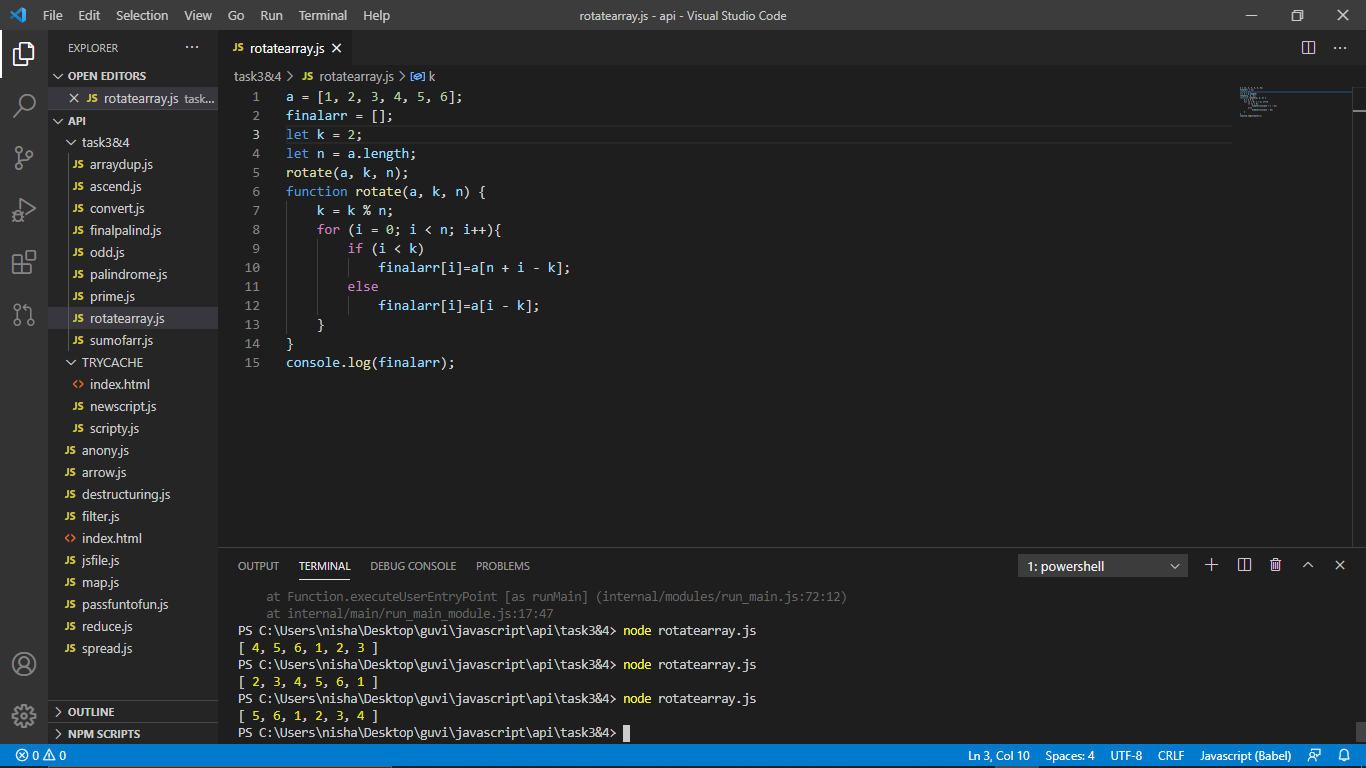 File Edit Selection View Go Run Terminal Help
rotatearray.js - api - Visual Studio Code
EXPLORER ···
OPEN EDITORS
× JS rotatearray.js task...
API
task3&4
JS arraydup.js
JS ascend.js
JS convert.js
JS finalpalind.js
JS odd.js
JS palindrome.js
JS prime.js
JS rotatearray.js
JS sumofarr.js
TRYCACHE
<> index.html
JS newscript.js
JS scripty.js
JS anony.js
JS arrow.js
JS destructuring.js
JS filter.js
<> index.html
JS jsfile.js
JS map.js
JS passfuntofun.js
JS reduce.js
JS spread.js
OUTLINE
NPM SCRIPTS
JS rotatearray.js ×
task3&4 > JS rotatearray.js > k
1 a = [1, 2, 3, 4, 5, 6];
2 finalarr = [];
3 let k = 2;
4 let n = a.length;
5 rotate(a, k, n);
6 function rotate(a, k, n) {
7 k = k % n;
8 for (i = 0; i < n; i++){
9 if (i < k)
10 finalarr[i]=a[n + i - k];
11 else
12 finalarr[i]=a[i - k];
13 }
14 }
15 console.log(finalarr);
OUTPUT TERMINAL DEBUG CONSOLE PROBLEMS
1: powershell
at Function.executeUserEntryPoint [as runMain] (internal/modules/run_main.js:72:12)
at internal/main/run_main_module.js:17:47
PS C:\Users\nisha\Desktop\guvi\javascript\api\task3&4> node rotatearray.js
[ 4, 5, 6, 1, 2, 3 ]
PS C:\Users\nisha\Desktop\guvi\javascript\api\task3&4> node rotatearray.js
[ 2, 3, 4, 5, 6, 1 ]
PS C:\Users\nisha\Desktop\guvi\javascript\api\task3&4> node rotatearray.js
[ 5, 6, 1, 2, 3, 4 ]
PS C:\Users\nisha\Desktop\guvi\javascript\api\task3&4>
0 0
Ln 3, Col 10 Spaces: 4 UTF-8 CRLF Javascript (Babel)